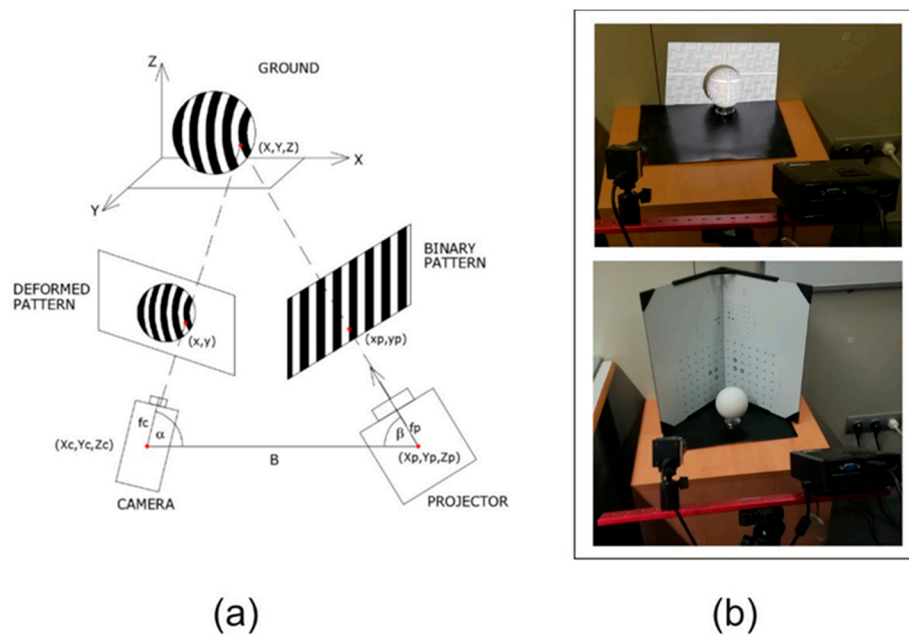 Z
GROUND
(X,Y,Z)
X
Y
BINARY
PATTERN
DEFORMED
PATTERN
(x,y)
(xp,yp)
fc
α
β
fp
(Xc,Yc,Zc)
B
(Xp,Yp,Zp)
CAMERA
PROJECTOR
(a)
(b)